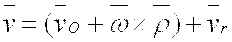 v̅ = (v̅_O + ω̅ × ρ̅) + v̅_r